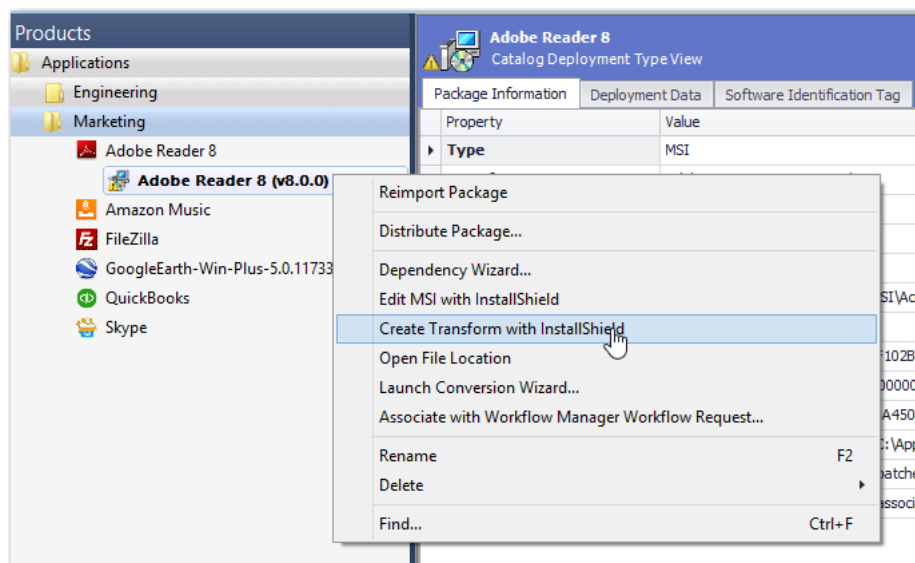 Products
Applications
Engineering
Marketing
Adobe Reader 8
Adobe Reader 8 (v8.0.0)
Amazon Music
FileZilla
GoogleEarth-Win-Plus-5.0.11733
QuickBooks
Skype
Adobe Reader 8
Catalog Deployment Type View
Package Information Deployment Data Software Identification Tag
Property Value
Type MSI
Reimport Package
Distribute Package...
Dependency Wizard...
Edit MSI with InstallShield
Create Transform with InstallShield
Open File Location
Launch Conversion Wizard...
Associate with Workflow Manager Workflow Request...
Rename F2
Delete
Find... Ctrl+F